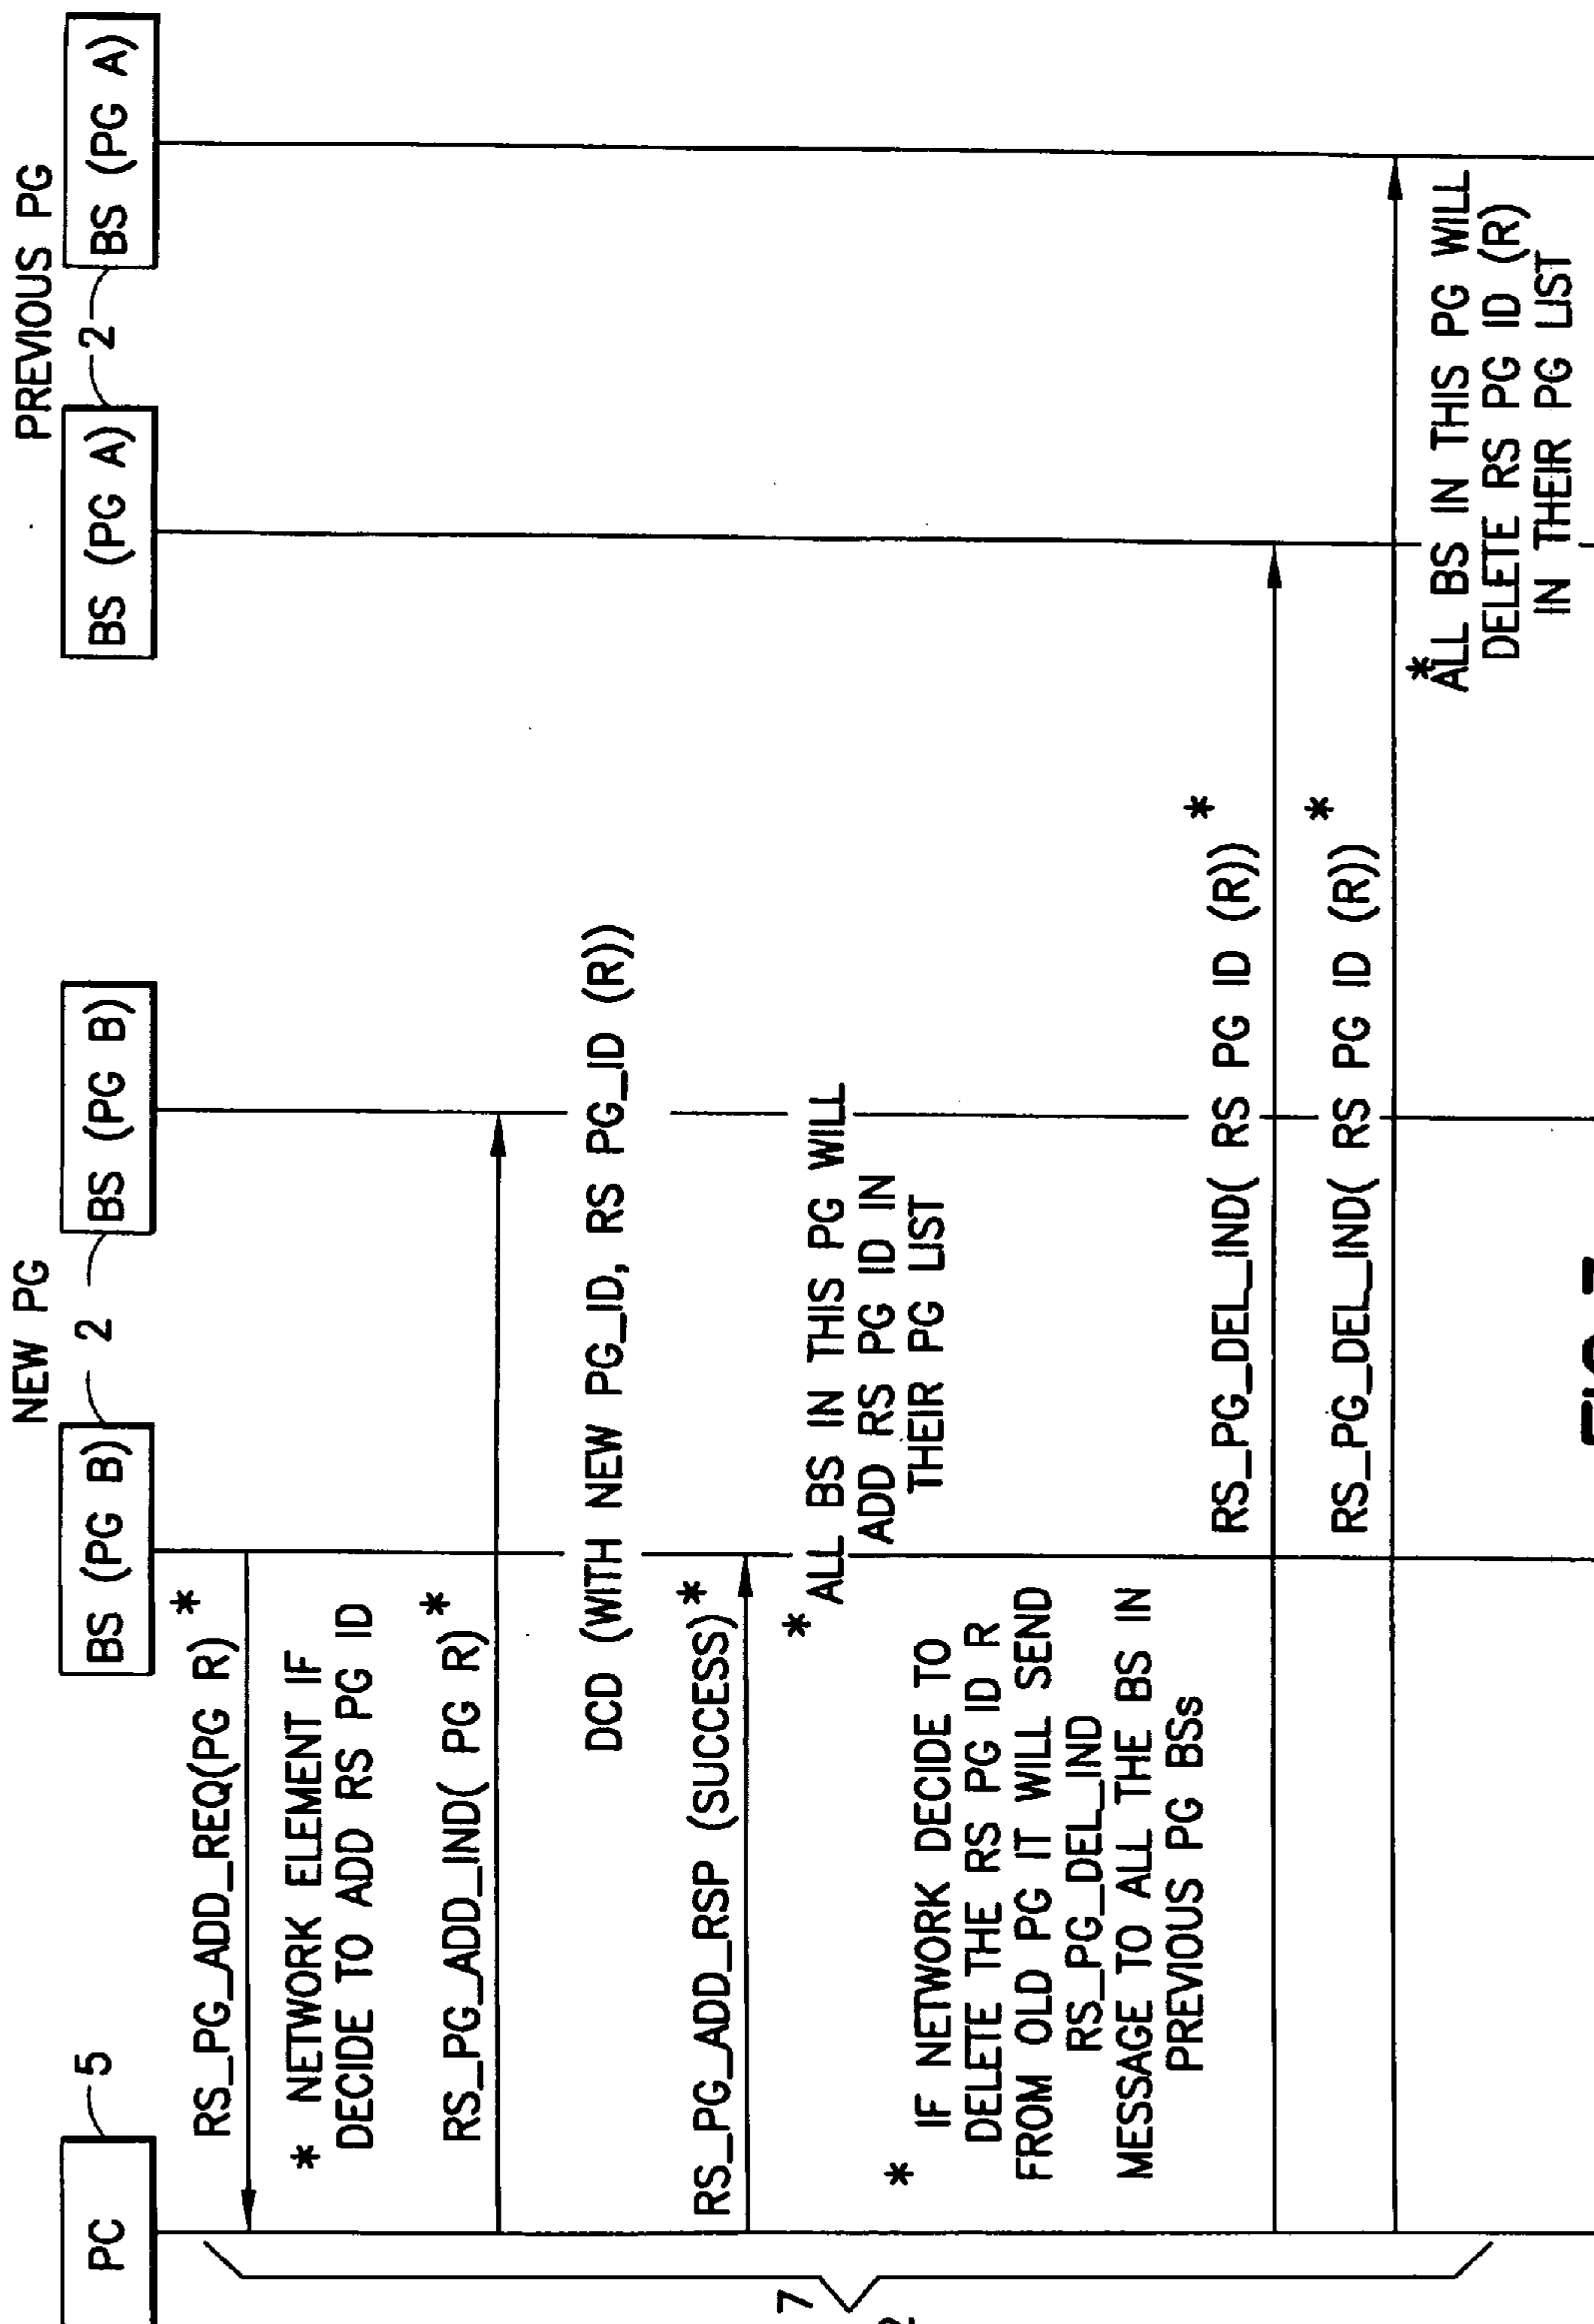 NEW PG
PREVIOUS PG
PC
5
BS (PG B)
2
BS (PG B)
BS (PG A)
2
BS (PG A)
RS_PG_ADD_REQ(PG R) *
* NETWORK ELEMENT IF
DECIDE TO ADD RS PG ID
RS_PG_ADD_IND( PG R) *
DCD (WITH NEW PG_ID, RS PG_ID (R))
RS_PG_ADD_RSP (SUCCESS) *
* ALL BS IN THIS PG WILL
ADD RS PG ID IN
THEIR PG LIST
* IF NETWORK DECIDE TO
DELETE THE RS PG ID R
FROM OLD PG IT WILL SEND
RS_PG_DEL_IND
MESSAGE TO ALL THE BS IN
PREVIOUS PG BSs
RS_PG_DEL_IND( RS PG ID (R)) *
RS_PG_DEL_IND( RS PG ID (R)) *
* ALL BS IN THIS PG WILL
DELETE RS PG ID (R)
IN THEIR PG LIST
7